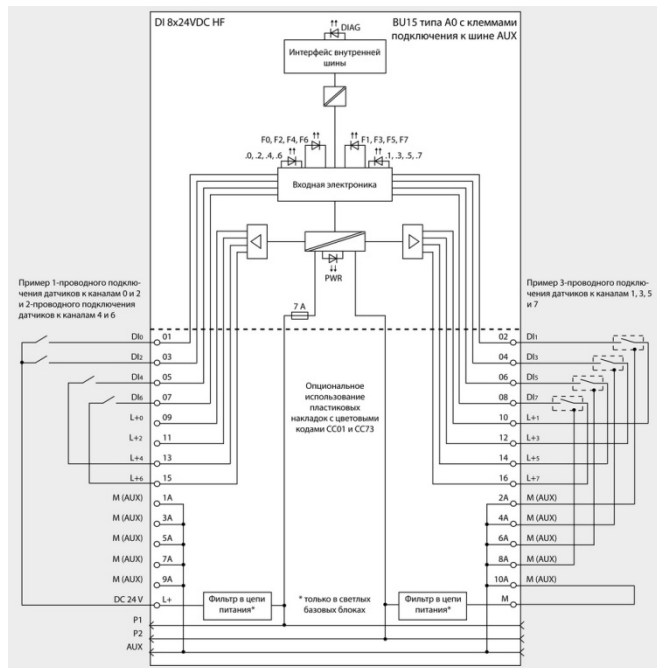 DI 8x24VDC HF
BU15 типа A0 с клеммами
подключения к шине AUX
DIAG
Интерфейс внутренней
шины
F0, F2, F4, F6
F1, F3, F5, F7
.0, .2, .4, .6
.1, .3, .5, .7
Входная электроника
PWR
7 A
Пример 1-проводного подклю-
чения датчиков к каналам 0 и 2
и 2-проводного подключения
датчиков к каналам 4 и 6
Пример 3-проводного подклю-
чения датчиков к каналам 1, 3, 5
и 7
DI0 01
DI2 03
DI4 05
DI6 07
L+0 09
L+2 11
L+4 13
L+6 15
M (AUX) 1A
M (AUX) 3A
M (AUX) 5A
M (AUX) 7A
M (AUX) 9A
DC 24 V L+
P1
P2
AUX
Опциональное
использование
пластиковых
накладок с цветовыми
кодами CC01 и CC73
02 DI1
04 DI3
06 DI5
08 DI7
10 L+1
12 L+3
14 L+5
16 L+7
2A M (AUX)
4A M (AUX)
6A M (AUX)
8A M (AUX)
10A M (AUX)
M
Фильтр в цепи
питания*
* только в светлых
базовых блоках
Фильтр в цепи
питания*